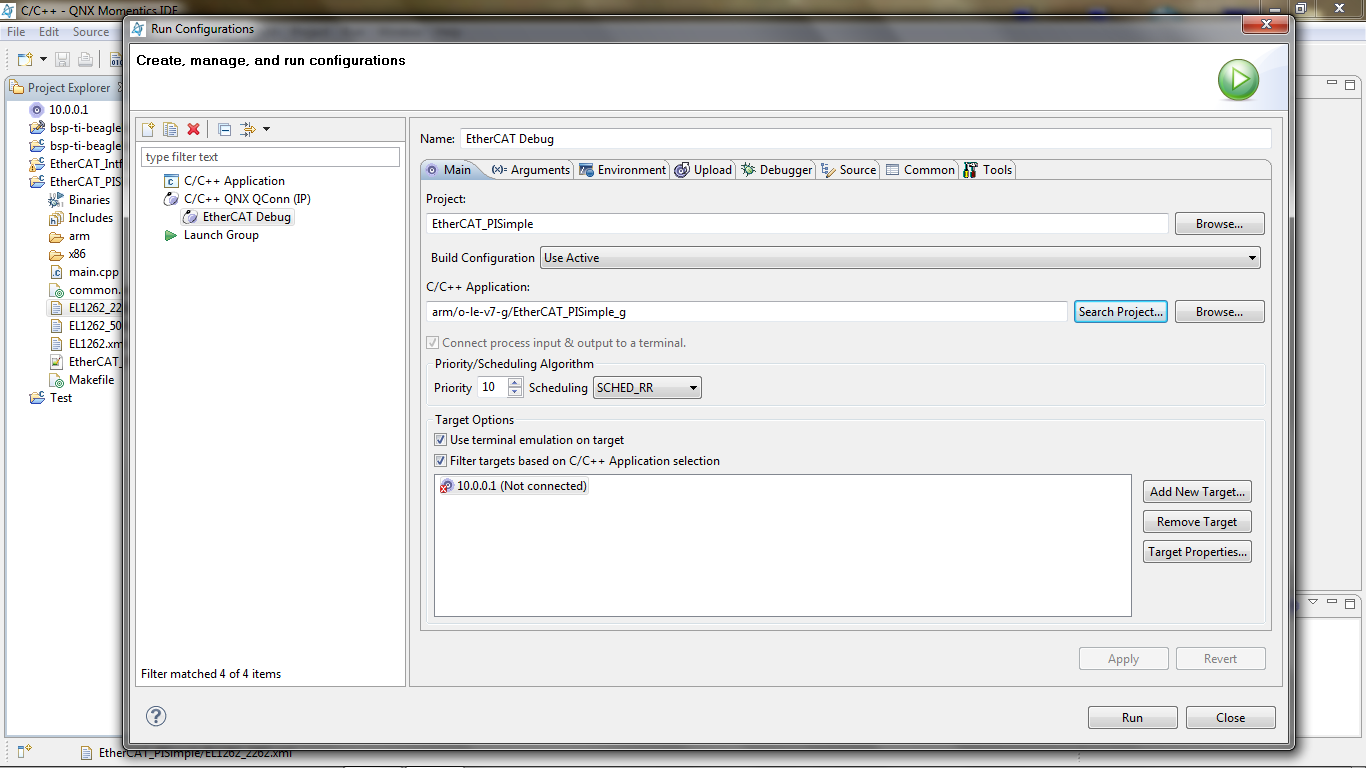 C/C++ - QNX Momentics IDE
File Edit Source
Project Explorer
10.0.0.1
bsp-ti-beagle
bsp-ti-beagle
EtherCAT_Intf
EtherCAT_PIS
Binaries
Includes
arm
x86
main.cpp
common.
EL1262_22
EL1262_50
EL1262.xm
EtherCAT_
Makefile
Test
EtherCAT_PISimple/EL1262_2262.xml
Run Configurations
Create, manage, and run configurations
type filter text
C/C++ Application
C/C++ QNX QConn (IP)
EtherCAT Debug
Launch Group
Filter matched 4 of 4 items
Name: EtherCAT Debug
Main (x)= Arguments Environment Upload Debugger Source Common Tools
Project:
EtherCAT_PISimple Browse...
Build Configuration Use Active
C/C++ Application:
arm/o-le-v7-g/EtherCAT_PISimple_g Search Project... Browse...
Connect process input & output to a terminal.
Priority/Scheduling Algorithm
Priority 10 Scheduling SCHED_RR
Target Options
Use terminal emulation on target
Filter targets based on C/C++ Application selection
10.0.0.1 (Not connected)
Add New Target...
Remove Target
Target Properties...
Apply Revert
Run Close